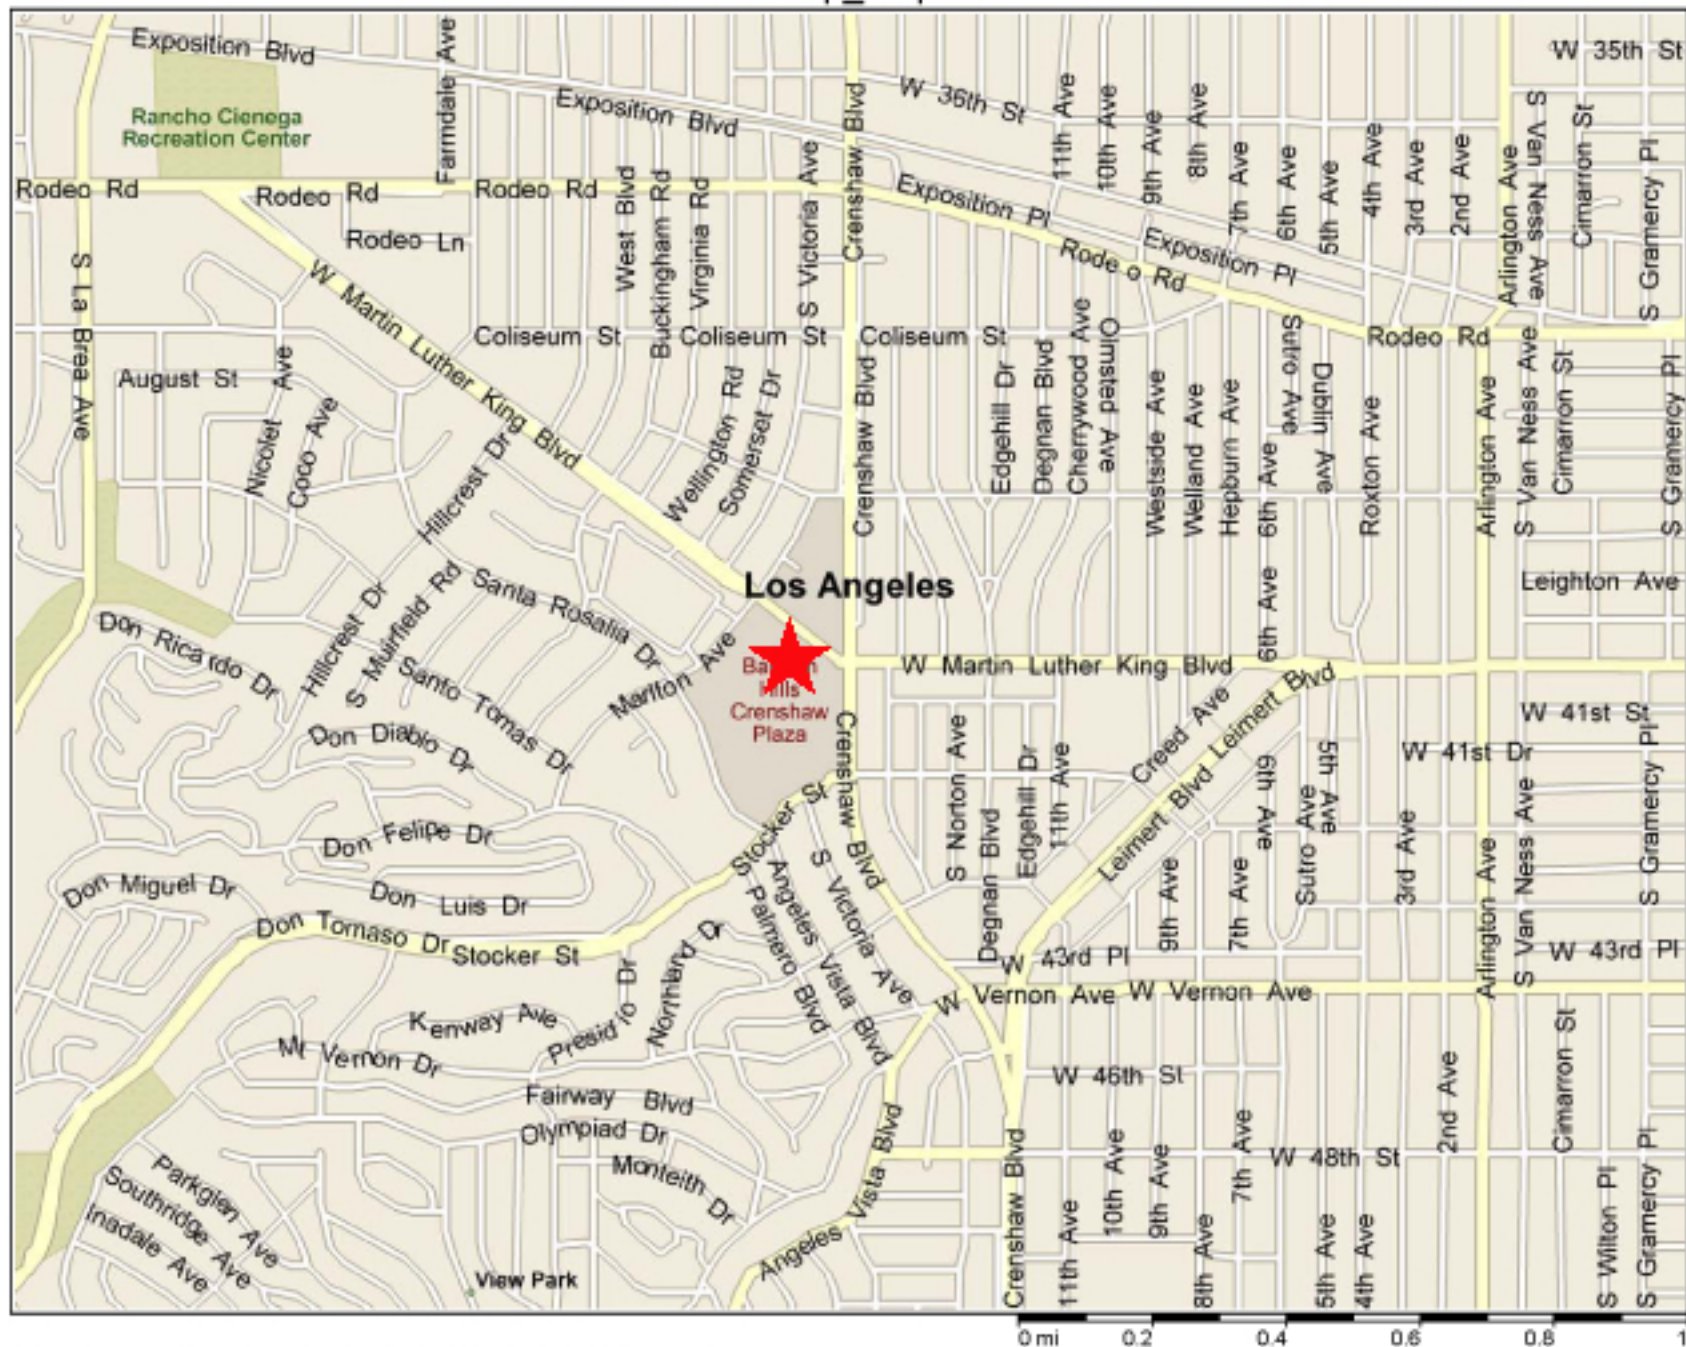 Exposition Blvd
Farmdale Ave
Exposition Blvd
Crenshaw Blvd
W 36th St
11th Ave
10th Ave
9th Ave
8th Ave
7th Ave
6th Ave
5th Ave
4th Ave
3rd Ave
2nd Ave
Arlington Ave
S Van Ness Ave
Cimarron St
W 35th St
S Gramercy Pl
Rancho Cienega
Recreation Center
Rodeo Rd
Rodeo Rd
Rodeo Rd
Rodeo Ln
West Blvd
Buckingham Rd
Virginia Rd
S Victoria Ave
Exposition Pl
Rodeo Rd
Exposition Pl
Rodeo Rd
S La Brea Ave
W Martin Luther King Blvd
Coliseum St
Coliseum St
Coliseum St
August St
Nicolet Ave
Coco Ave
Hillcrest Dr
Wellington Rd
Somerset Dr
Crenshaw Blvd
Edgehill Dr
Degnan Blvd
Cherrywood Ave
Olmsted Ave
Westside Ave
Welland Ave
Hepburn Ave
6th Ave
Sutro Ave
Dublin Ave
Roxton Ave
Arlington Ave
S Van Ness Ave
Cimarron St
S Gramercy Pl
Los Angeles
6th Ave
Leighton Ave
Don Ricardo Dr
Hillcrest Dr
S Muirfield Rd
Santa Rosalia Dr
Santo Tomas Dr
Marlton Ave
Hills
Crenshaw
Plaza
W Martin Luther King Blvd
Don Diablo Dr
Crenshaw Blvd
S Norton Ave
Degnan Blvd
Edgehill Dr
11th Ave
Creed Ave
Leimert Blvd
Leimert Blvd
6th Ave
5th Ave
Sutro Ave
W 41st St
W 41st Dr
3rd Ave
Arlington Ave
S Van Ness Ave
S Gramercy Pl
Don Felipe Dr
Don Miguel Dr
Don Luis Dr
Don Tomaso Dr
Stocker St
Stocker St
S Palmero Blvd
Angeles Vista Blvd
S Victoria Ave
9th Ave
7th Ave
W 43rd Pl
W 43rd Pl
W Vernon Ave
W Vernon Ave
Northland Dr
Presidio Dr
Kenway Ave
Mt Vernon Dr
Fairway Blvd
Olympiad Dr
Monteith Dr
W 46th St
W 48th St
2nd Ave
Cimarron St
Parkglen Ave
Southridge Ave
Inadale Ave
View Park
Angeles Vista Blvd
Crenshaw Blvd
11th Ave
10th Ave
9th Ave
8th Ave
7th Ave
5th Ave
4th Ave
S Wilton Pl
S Gramercy Pl
0 mi 0.2 0.4 0.6 0.8 1